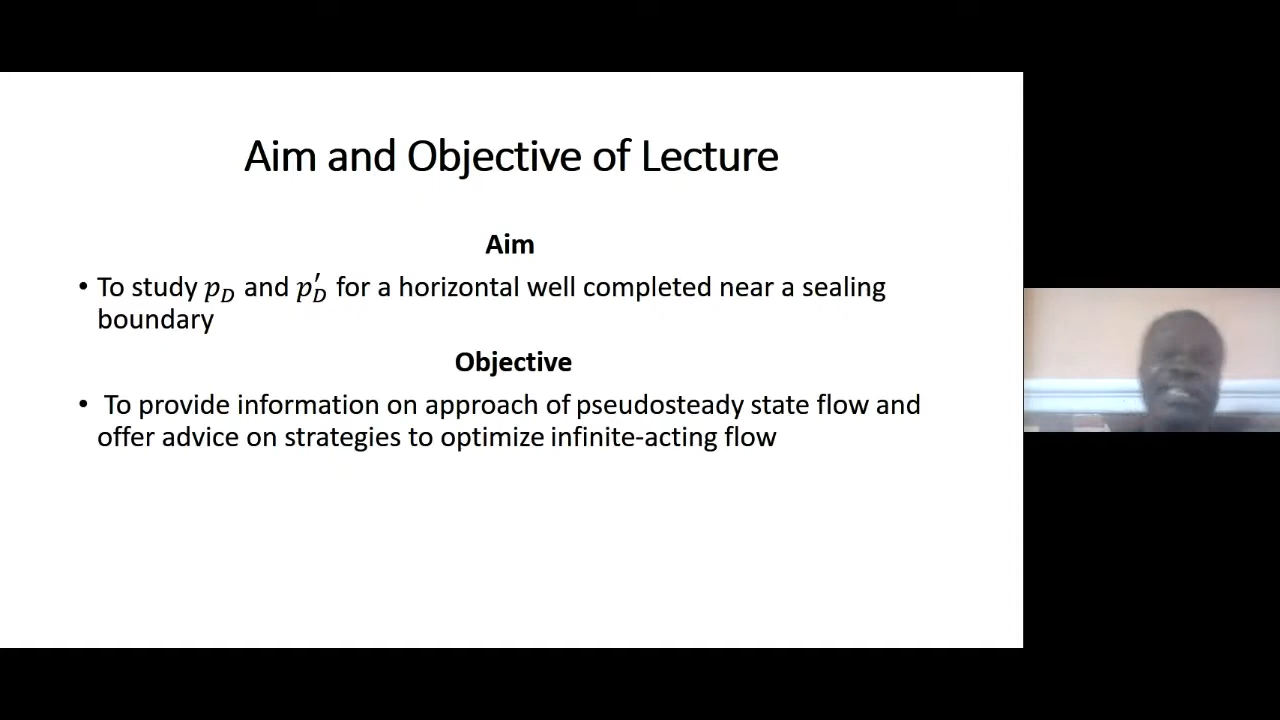 Aim and Objective of Lecture
Aim
• To study p_D and p′_D for a horizontal well completed near a sealing
boundary
Objective
• To provide information on approach of pseudosteady state flow and
offer advice on strategies to optimize infinite-acting flow